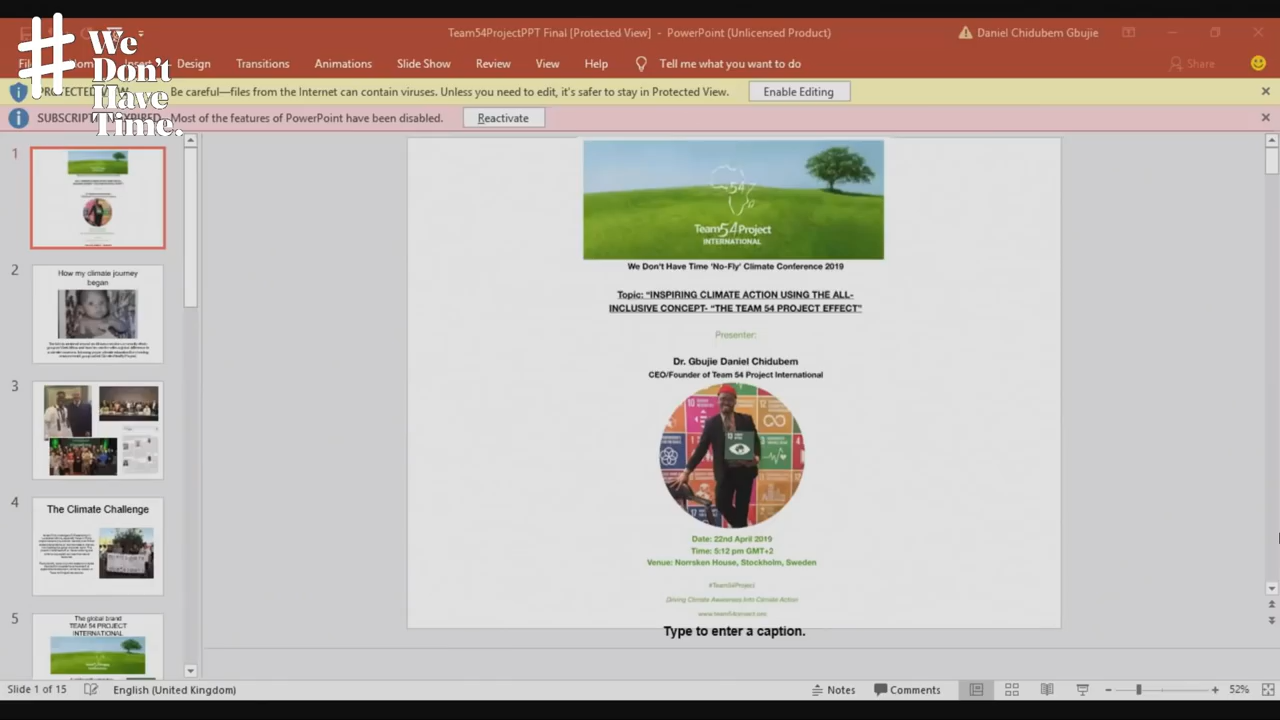 # We
Don't
Have
Time.
Team54ProjectPPT Final [Protected View] - PowerPoint (Unlicensed Product)
Daniel Chidubem Gbujie
Design Transitions Animations Slide Show Review View Help Tell me what you want to do
Share
Be careful—files from the Internet can contain viruses. Unless you need to edit, it's safer to stay in Protected View.
Enable Editing
Most of the features of PowerPoint have been disabled.
Reactivate
1
2
How my climate journey
began
3
4
The Climate Challenge
5
The global brand
TEAM 54 PROJECT
INTERNATIONAL
54
Team54Project
INTERNATIONAL
We Don't Have Time 'No-Fly' Climate Conference 2019
Topic: "INSPIRING CLIMATE ACTION USING THE ALL-
INCLUSIVE CONCEPT- "THE TEAM 54 PROJECT EFFECT"
Presenter:
Dr. Gbujie Daniel Chidubem
CEO/Founder of Team 54 Project International
Date: 22nd April 2019
Time: 5:12 pm GMT+2
Venue: Norrsken House, Stockholm, Sweden
#Team54Project
Driving Climate Awareness Into Climate Action
www.team54project.org
Type to enter a caption.
Slide 1 of 15
English (United Kingdom)
Notes
Comments
52%